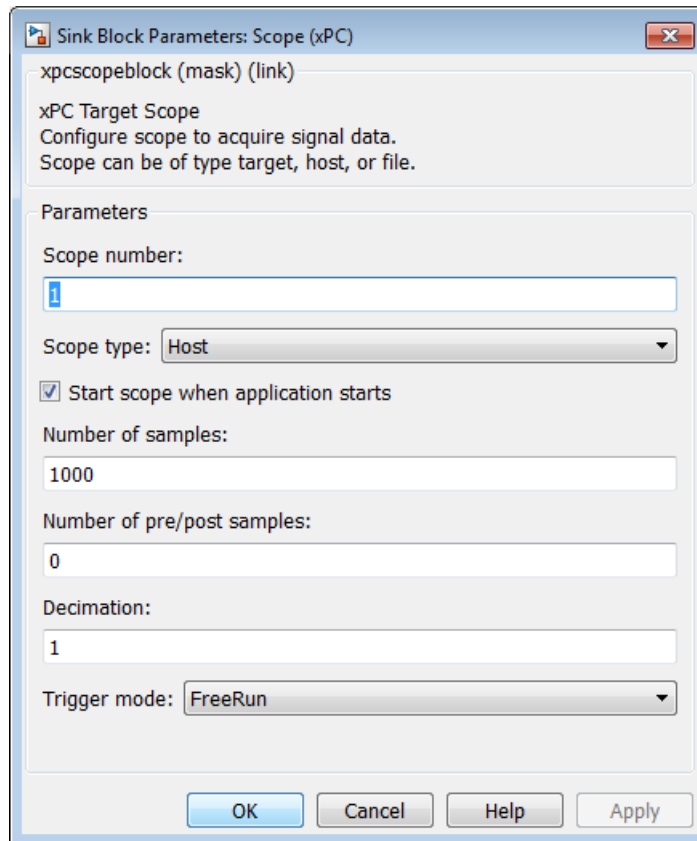 Sink Block Parameters: Scope (xPC)
xpcscopeblock (mask) (link)
xPC Target Scope
Configure scope to acquire signal data.
Scope can be of type target, host, or file.
Parameters
Scope number:
1
Scope type: Host
Start scope when application starts
Number of samples:
1000
Number of pre/post samples:
0
Decimation:
1
Trigger mode: FreeRun
OK Cancel Help Apply